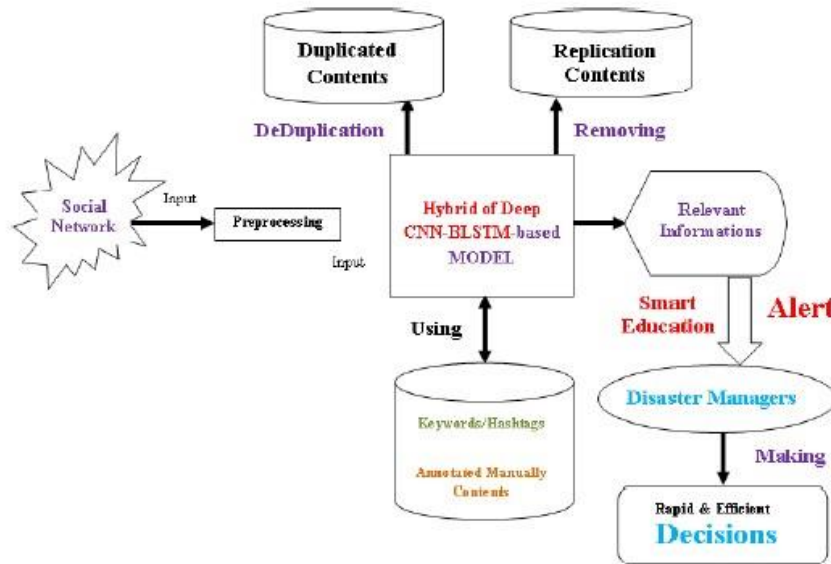 Duplicated
Contents
Replication
Contents
DeDuplication
Removing
Social
Network
Input
Preprocessing
Input
Hybrid of Deep
CNN-BLSTM-based
MODEL
Relevant
Informations
Using
Smart
Education
Alert
Keywords/Hashtags
Annotated Manually
Contents
Disaster Managers
Making
Rapid & Efficient
Decisions